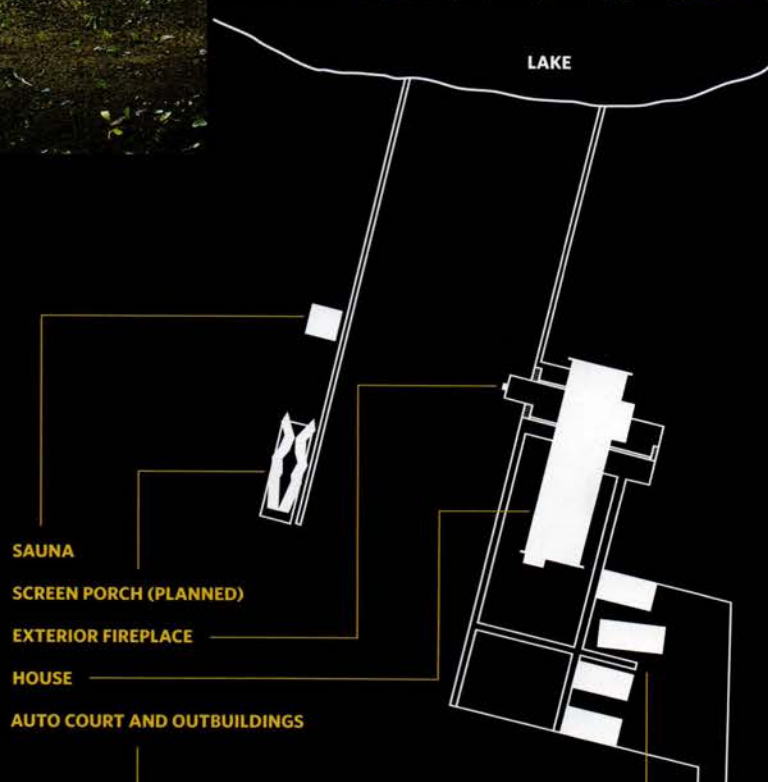 LAKE
SAUNA
SCREEN PORCH (PLANNED)
EXTERIOR FIREPLACE
HOUSE
AUTO COURT AND OUTBUILDINGS